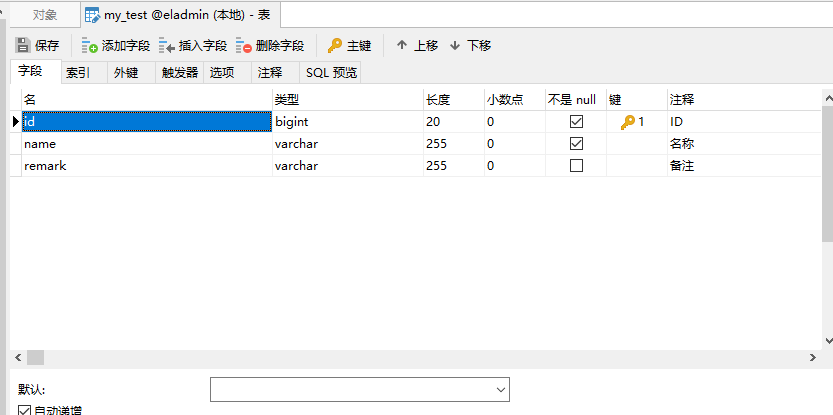 对象 my_test @eladmin (本地) - 表
保存 添加字段 插入字段 删除字段 主键 上移 下移
字段 索引 外键 触发器 选项 注释 SQL 预览
名 类型 长度 小数点 不是 null 键 注释
id bigint 20 0 1 ID
name varchar 255 0 名称
remark varchar 255 0 备注
默认:
自动递增